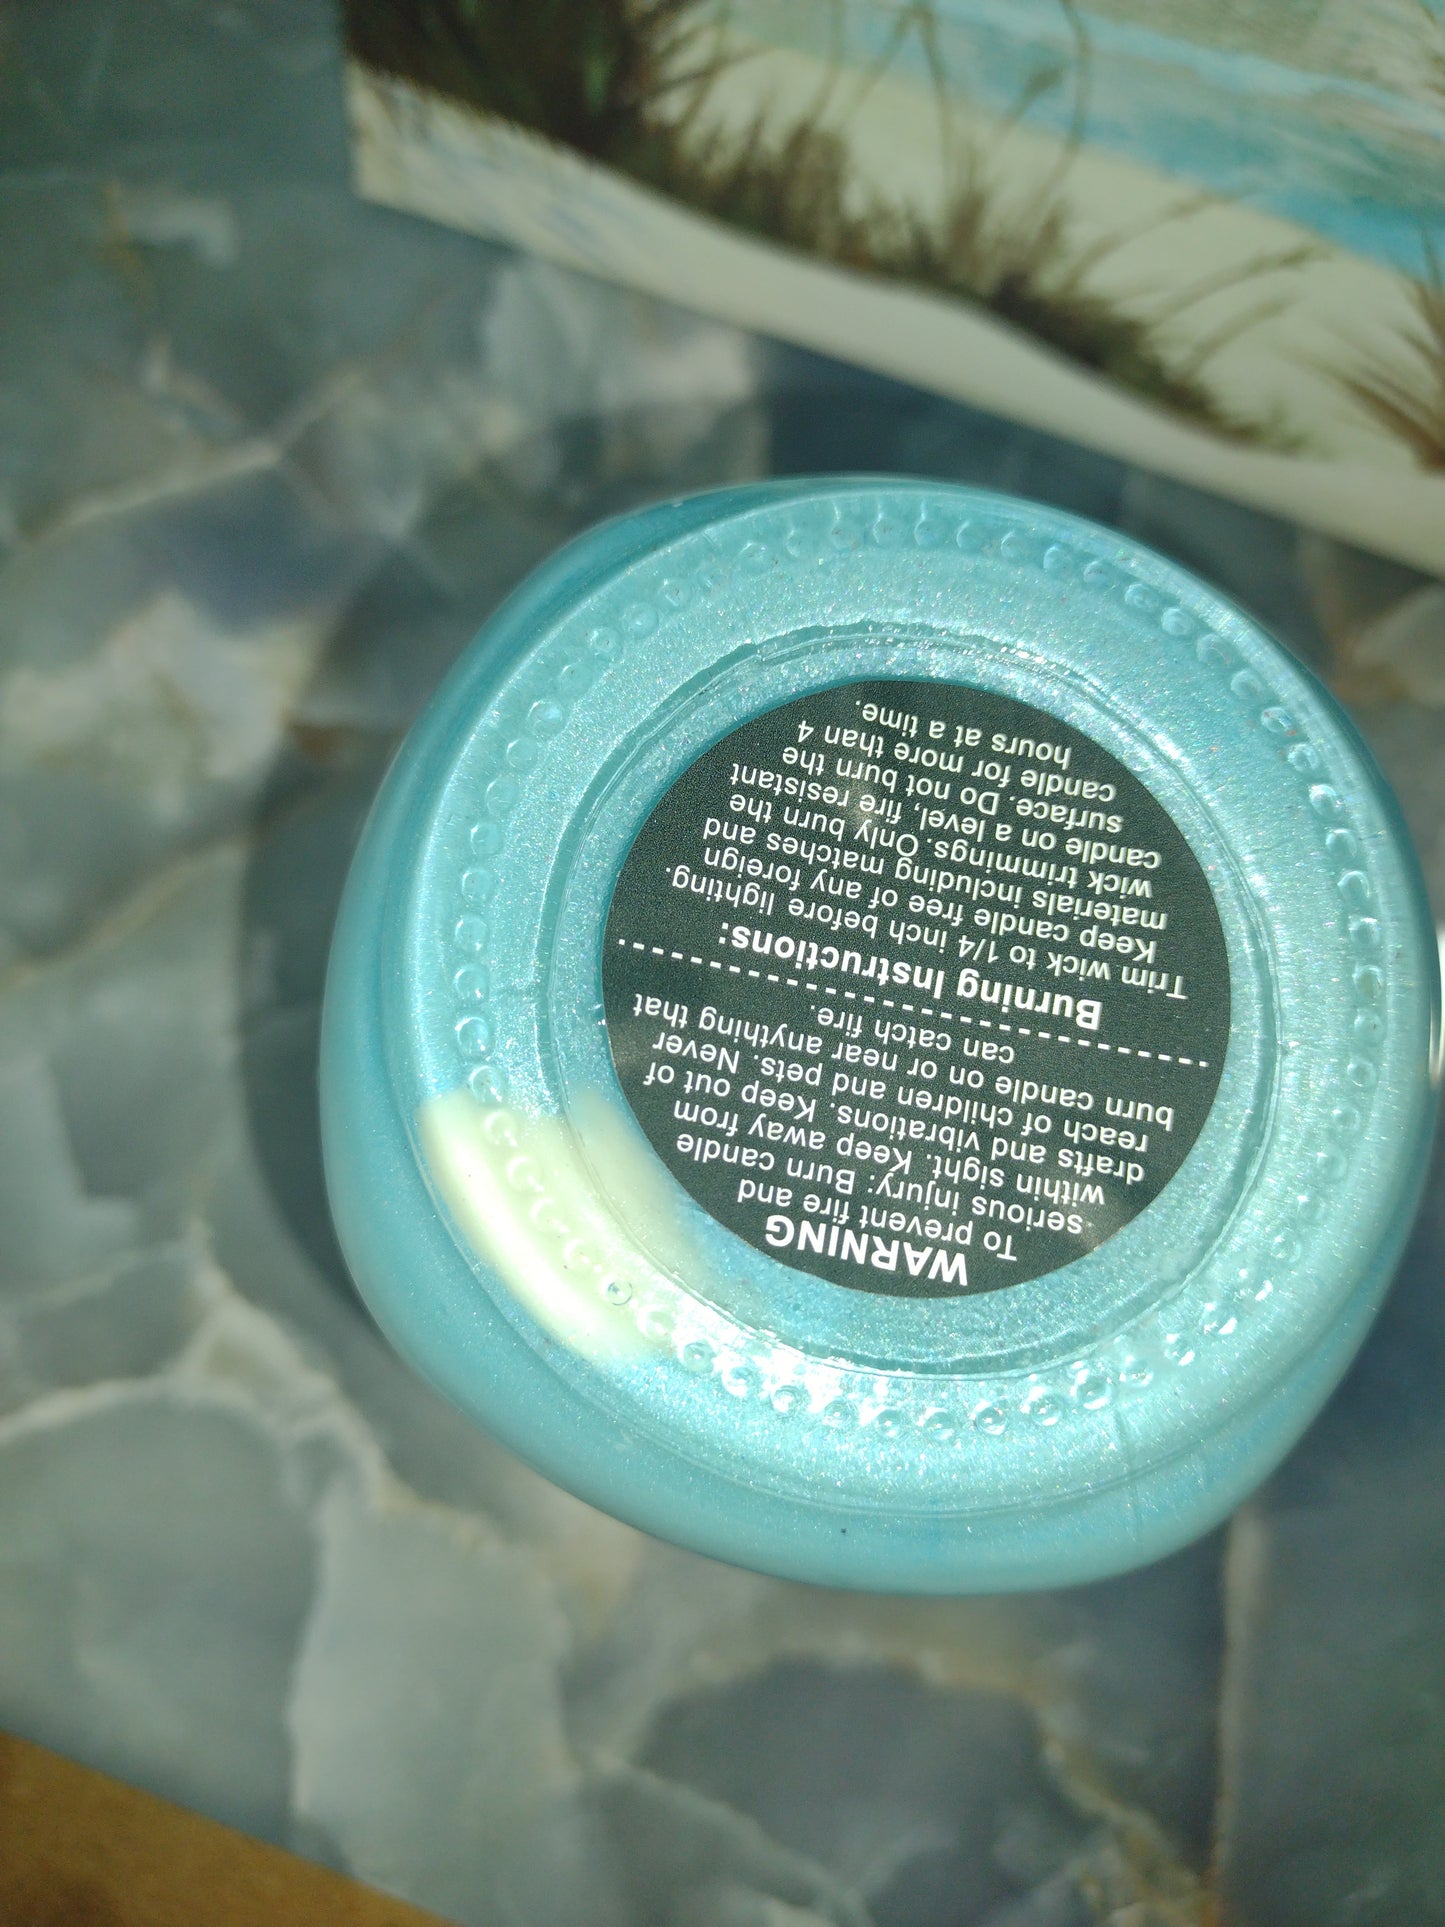 WARNING
To prevent fire and
serious injury: Burn candle
within sight. Keep away from
drafts and vibrations. Keep out of
reach of children and pets. Never
burn candle on or near anything that
can catch fire.
Burning Instructions:
Trim wick to 1/4 inch before lighting.
Keep candle free of any foreign
materials including matches and
wick trimmings. Only burn the
candle on a level, fire resistant
surface. Do not burn the
candle for more than 4
hours at a time.